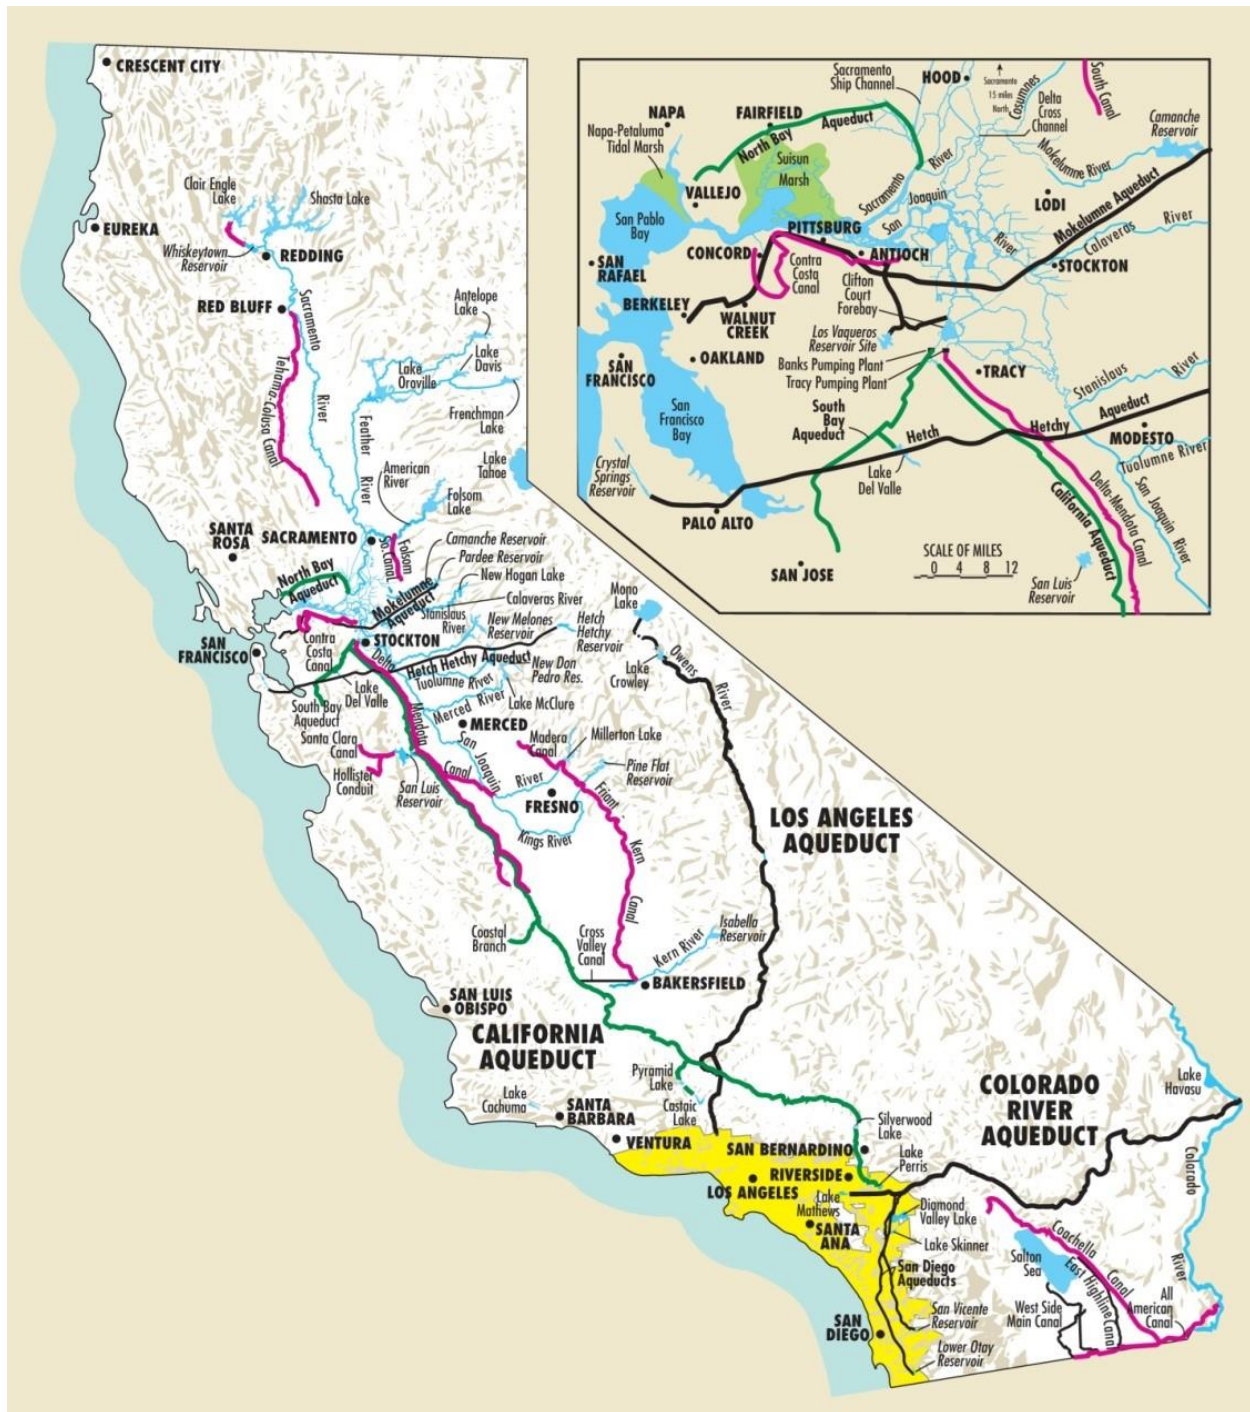 CRESCENT CITY
Clair Engle
Lake
Shasta Lake
EUREKA
Whiskeytown
Reservoir
REDDING
RED BLUFF
Sacramento
River
Tehama-Colusa Canal
Antelope
Lake
Lake
Davis
Lake
Oroville
Frenchman
Lake
Feather
River
American
River
Lake
Tahoe
Folsom
Lake
SANTA
ROSA
SACRAMENTO
Folsom
So. Canal
Camanche Reservoir
Pardee Reservoir
New Hogan Lake
North Bay
Aqueduct
Mokelumne
Aqueduct
Calaveras River
Stanislaus
River
New Melones
Reservoir
Hetch
Hetchy
Reservoir
Mono
Lake
SAN
FRANCISCO
Contra
Costa
Canal
STOCKTON
Delta
Mendota
Canal
Hetch Hetchy Aqueduct
New Don
Pedro Res.
Tuolumne River
Lake
Crowley
Owens
River
Lake
Del Valle
South Bay
Aqueduct
Merced River
Lake McClure
MERCED
Santa Clara
Canal
Hollister
Conduit
San Luis
Reservoir
San
Joaquin
River
Madera
Canal
Millerton Lake
Pine Flat
Reservoir
Friant
Kern
Canal
FRESNO
Kings River
LOS ANGELES
AQUEDUCT
Coastal
Branch
Cross
Valley
Canal
Kern River
Isabella
Reservoir
BAKERSFIELD
SAN LUIS
OBISPO
CALIFORNIA
AQUEDUCT
Pyramid
Lake
Castaic
Lake
Lake
Cachuma
SANTA
BARBARA
VENTURA
COLORADO
RIVER
AQUEDUCT
Lake
Havasu
Silverwood
Lake
SAN BERNARDINO
Lake
Perris
RIVERSIDE
LOS ANGELES
Lake
Mathews
SANTA
ANA
Diamond
Valley Lake
Lake Skinner
San Diego
Aqueducts
San Vicente
Reservoir
SAN
DIEGO
Lower Otay
Reservoir
Colorado
River
Coachella
Canal
Salton
Sea
East Highline Canal
West Side
Main Canal
All
American
Canal
Sacramento
Ship Channel
HOOD
Sacramento
15 miles
North
Cosumnes
South Canal
Delta
Cross
Channel
Camanche
Reservoir
NAPA
FAIRFIELD
Napa-Petaluma
Tidal Marsh
North Bay
Aqueduct
Suisun
Marsh
Mokelumne River
VALLEJO
Sacramento
River
San
Joaquin
River
LODI
Mokelumne Aqueduct
San Pablo
Bay
PITTSBURG
Calaveras
River
SAN
RAFAEL
CONCORD
ANTIOCH
STOCKTON
Contra
Costa
Canal
Clifton
Court
Forebay
BERKELEY
WALNUT
CREEK
Los Vaqueros
Reservoir Site
OAKLAND
Banks Pumping Plant
Tracy Pumping Plant
SAN
FRANCISCO
TRACY
Stanislaus
River
San
Francisco
Bay
South
Bay
Aqueduct
Hetch
Hetchy
Aqueduct
MODESTO
Tuolumne River
Crystal
Springs
Reservoir
Lake
Del Valle
PALO ALTO
California Aqueduct
Delta-Mendota Canal
San Joaquin River
SAN JOSE
SCALE OF MILES
0 4 8 12
San Luis
Reservoir